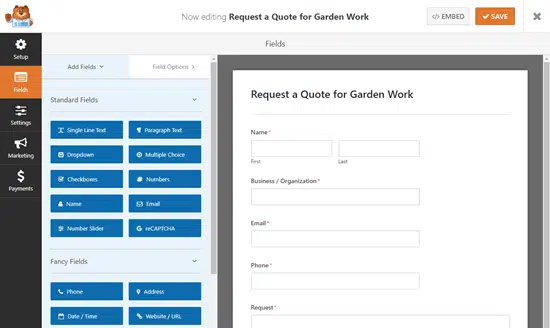 Now editing Request a Quote for Garden Work
</> EMBED
SAVE
Setup
Fields
Settings
Marketing
Payments
Fields
Add Fields
Field Options
Standard Fields
Single Line Text
Paragraph Text
Dropdown
Multiple Choice
Checkboxes
# Numbers
Name
Email
Number Slider
reCAPTCHA
Fancy Fields
Phone
Address
Date / Time
Website / URL
Request a Quote for Garden Work
Name *
First
Last
Business / Organization *
Email *
Phone *
Request *